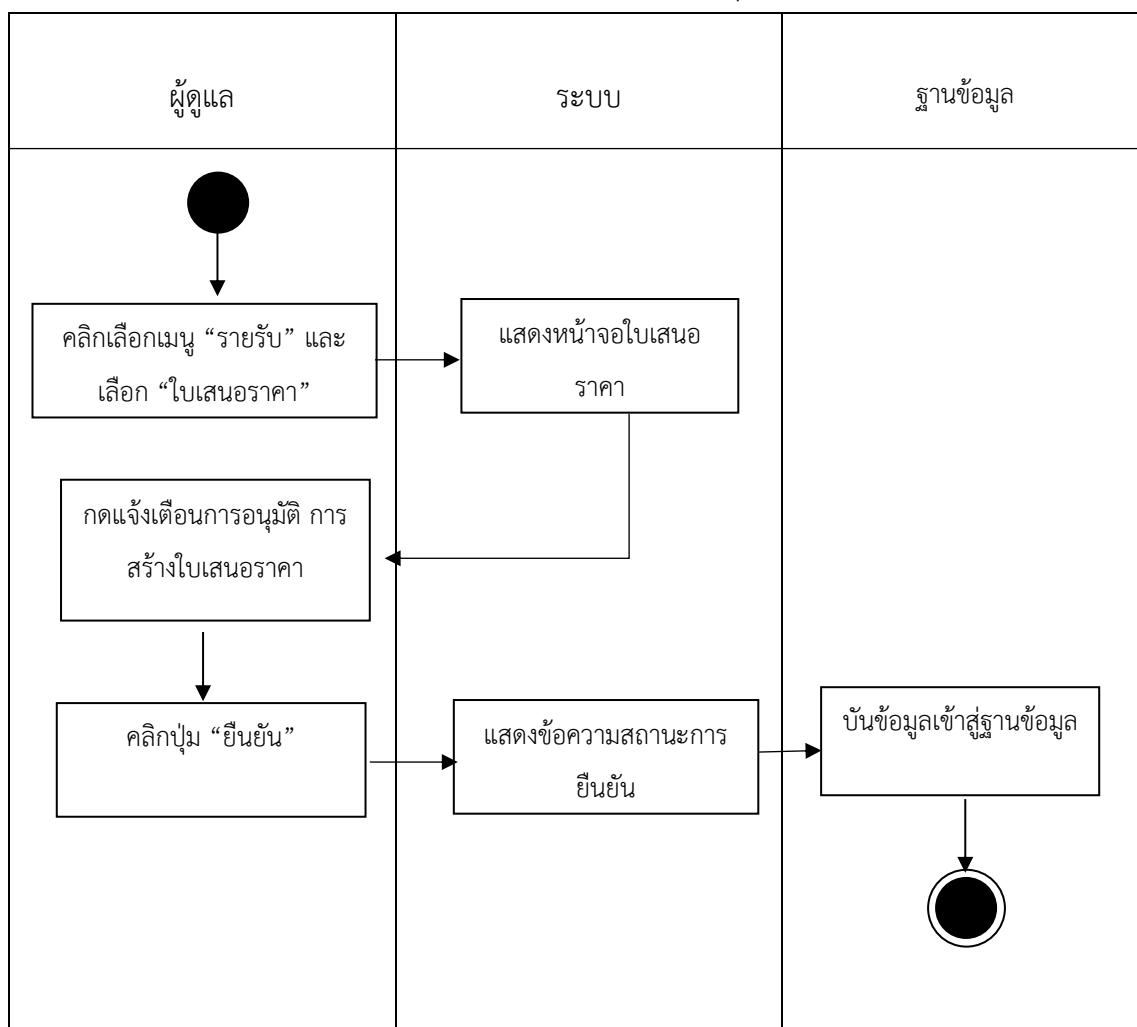 ผู้ดูแล
ระบบ
ฐานข้อมูล
คลิกเลือกเมนู “รายรับ” และ
เลือก “ใบเสนอราคา”
แสดงหน้าจอใบเสนอ
ราคา
กดแจ้งเตือนการอนุมัติ การ
สร้างใบเสนอราคา
คลิกปุ่ม “ยืนยัน”
แสดงข้อความสถานะการ
ยืนยัน
บันข้อมูลเข้าสู่ฐานข้อมูล